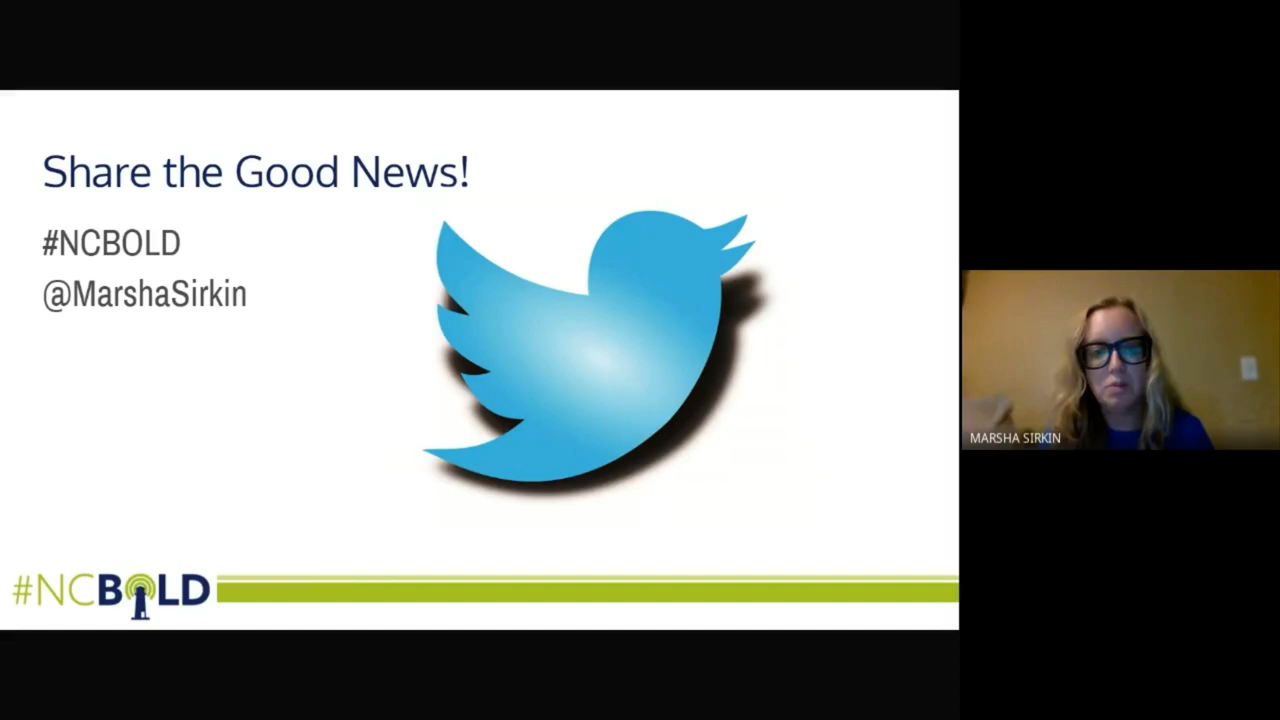 Share the Good News!
#NCBOLD
@MarshaSirkin
#NCBOLD
MARSHA SIRKIN